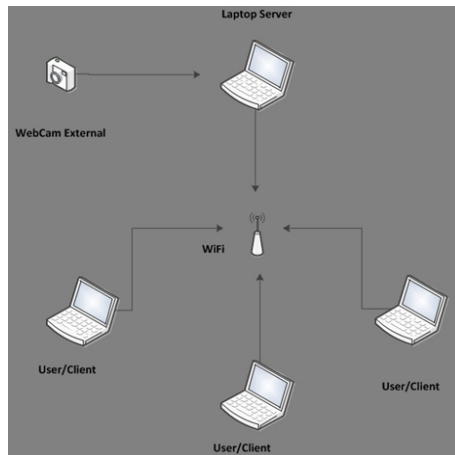 Laptop Server
WebCam External
WiFi
User/Client
User/Client
User/Client